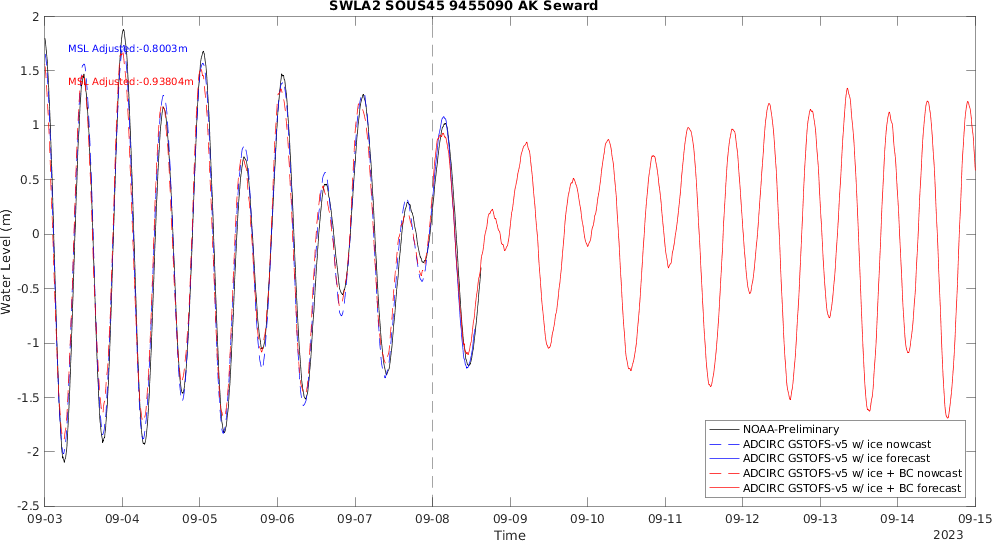 SWLA2 SOUS45 9455090 AK Seward
MSL Adjusted:-0.8003m
MSL Adjusted:-0.93804m
2
1.5
1
0.5
0
-0.5
-1
-1.5
-2
-2.5
Water Level (m)
NOAA-Preliminary
ADCIRC GSTOFS-v5 w/ ice nowcast
ADCIRC GSTOFS-v5 w/ ice forecast
ADCIRC GSTOFS-v5 w/ ice + BC nowcast
ADCIRC GSTOFS-v5 w/ ice + BC forecast
09-03 09-04 09-05 09-06 09-07 09-08 09-09 09-10 09-11 09-12 09-13 09-14 09-15
Time
2023